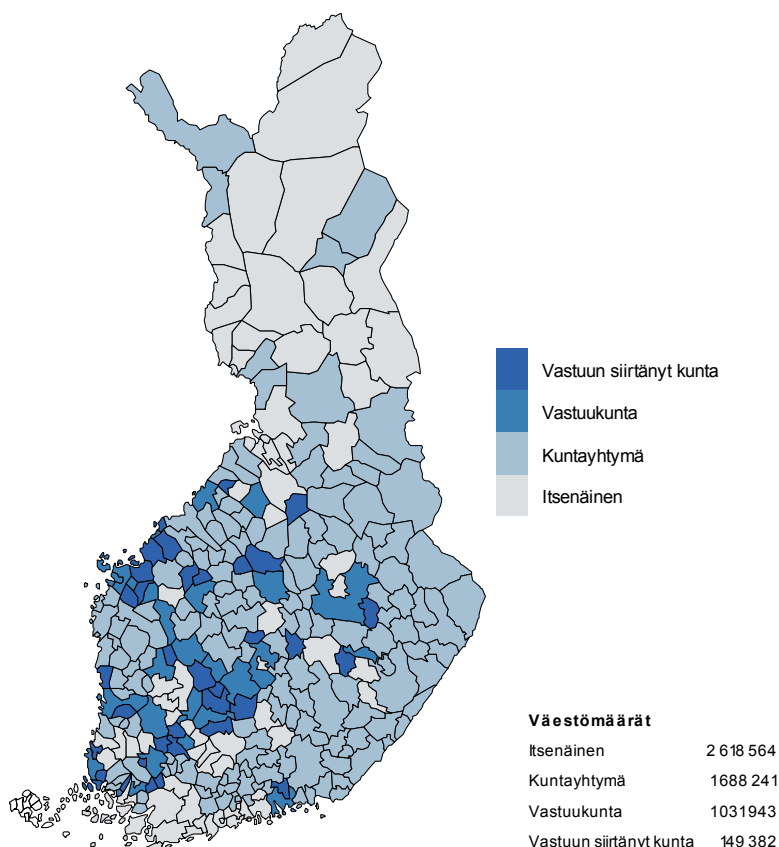 Vastuun siirtänyt kunta
Vastuukunta
Kuntayhtymä
Itsenäinen
Väestömäärät
Itsenäinen 2 618 564
Kuntayhtymä 1688 241
Vastuukunta 1031943
Vastuun siirtänyt kunta 149 382